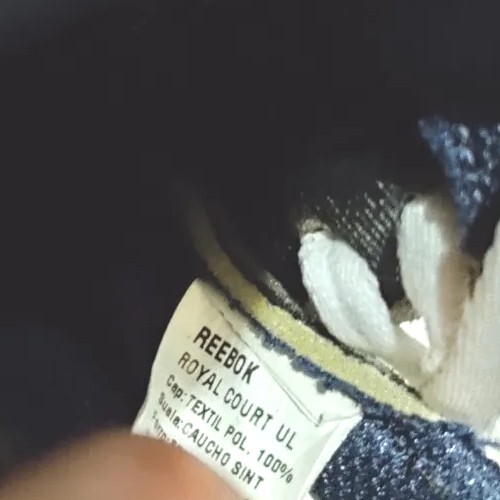 REEBOK
ROYAL COURT UL
Cap: TEXTIL POL. 100%
Suela: CAUCHO SINT